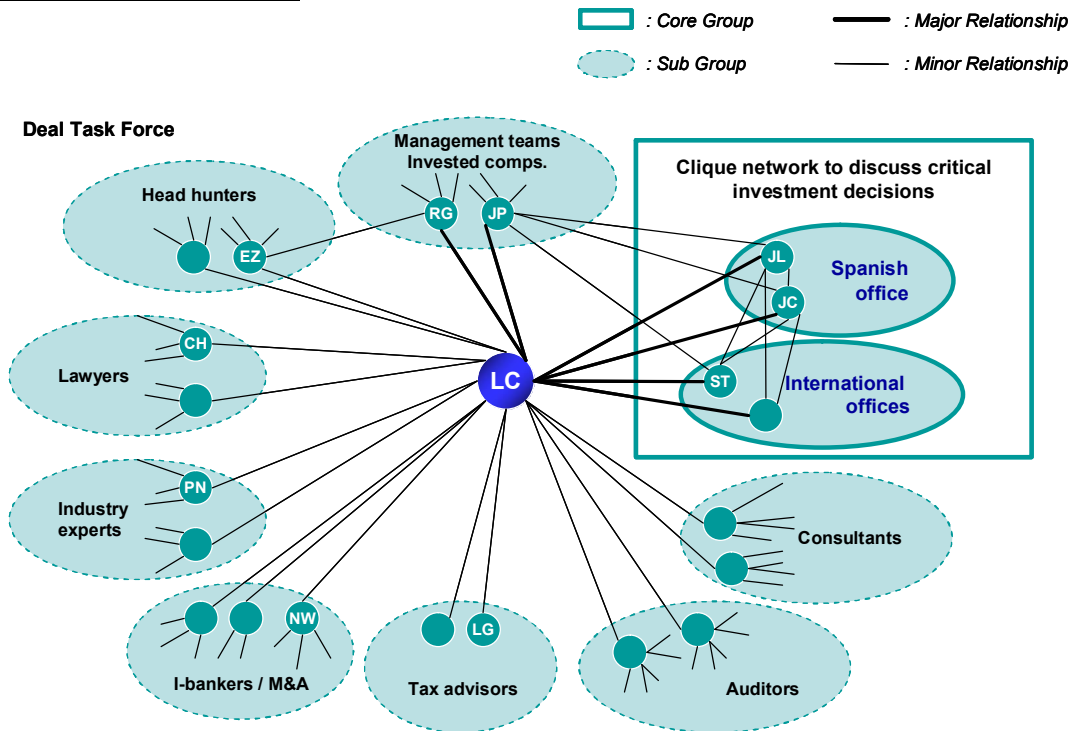 : Core Group
: Major Relationship
: Sub Group
: Minor Relationship
Deal Task Force
Management teams
Invested comps.
Clique network to discuss critical
investment decisions
Head hunters
RG
JP
EZ
JL
Spanish
office
JC
CH
Lawyers
LC
ST
International
offices
PN
Industry
experts
Consultants
NW
LG
I-bankers / M&A
Tax advisors
Auditors